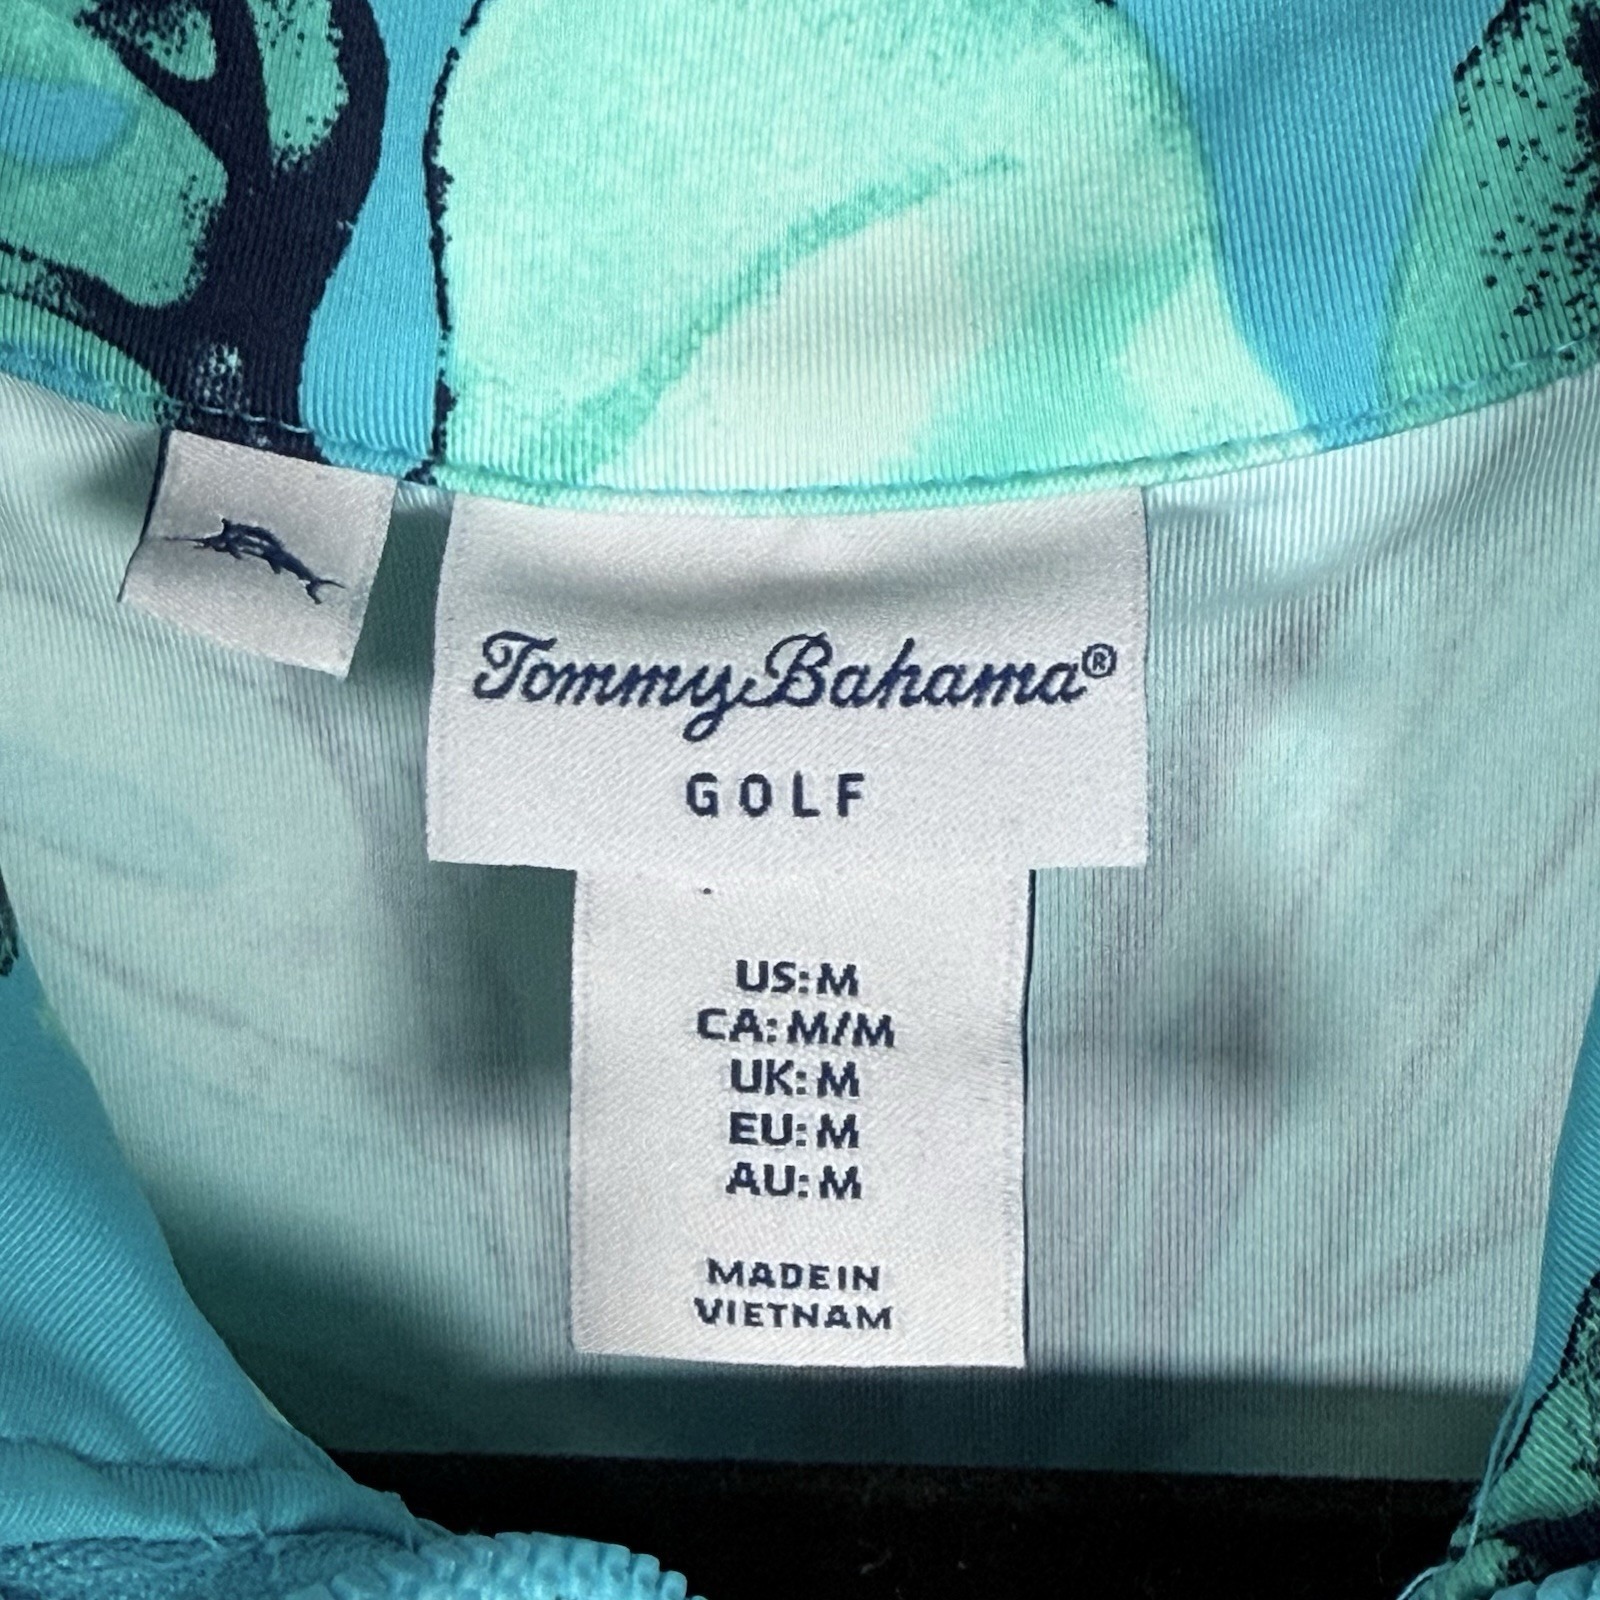 Tommy Bahama®
GOLF
US: M
CA: M/M
UK: M
EU: M
AU: M
MADE IN
VIETNAM